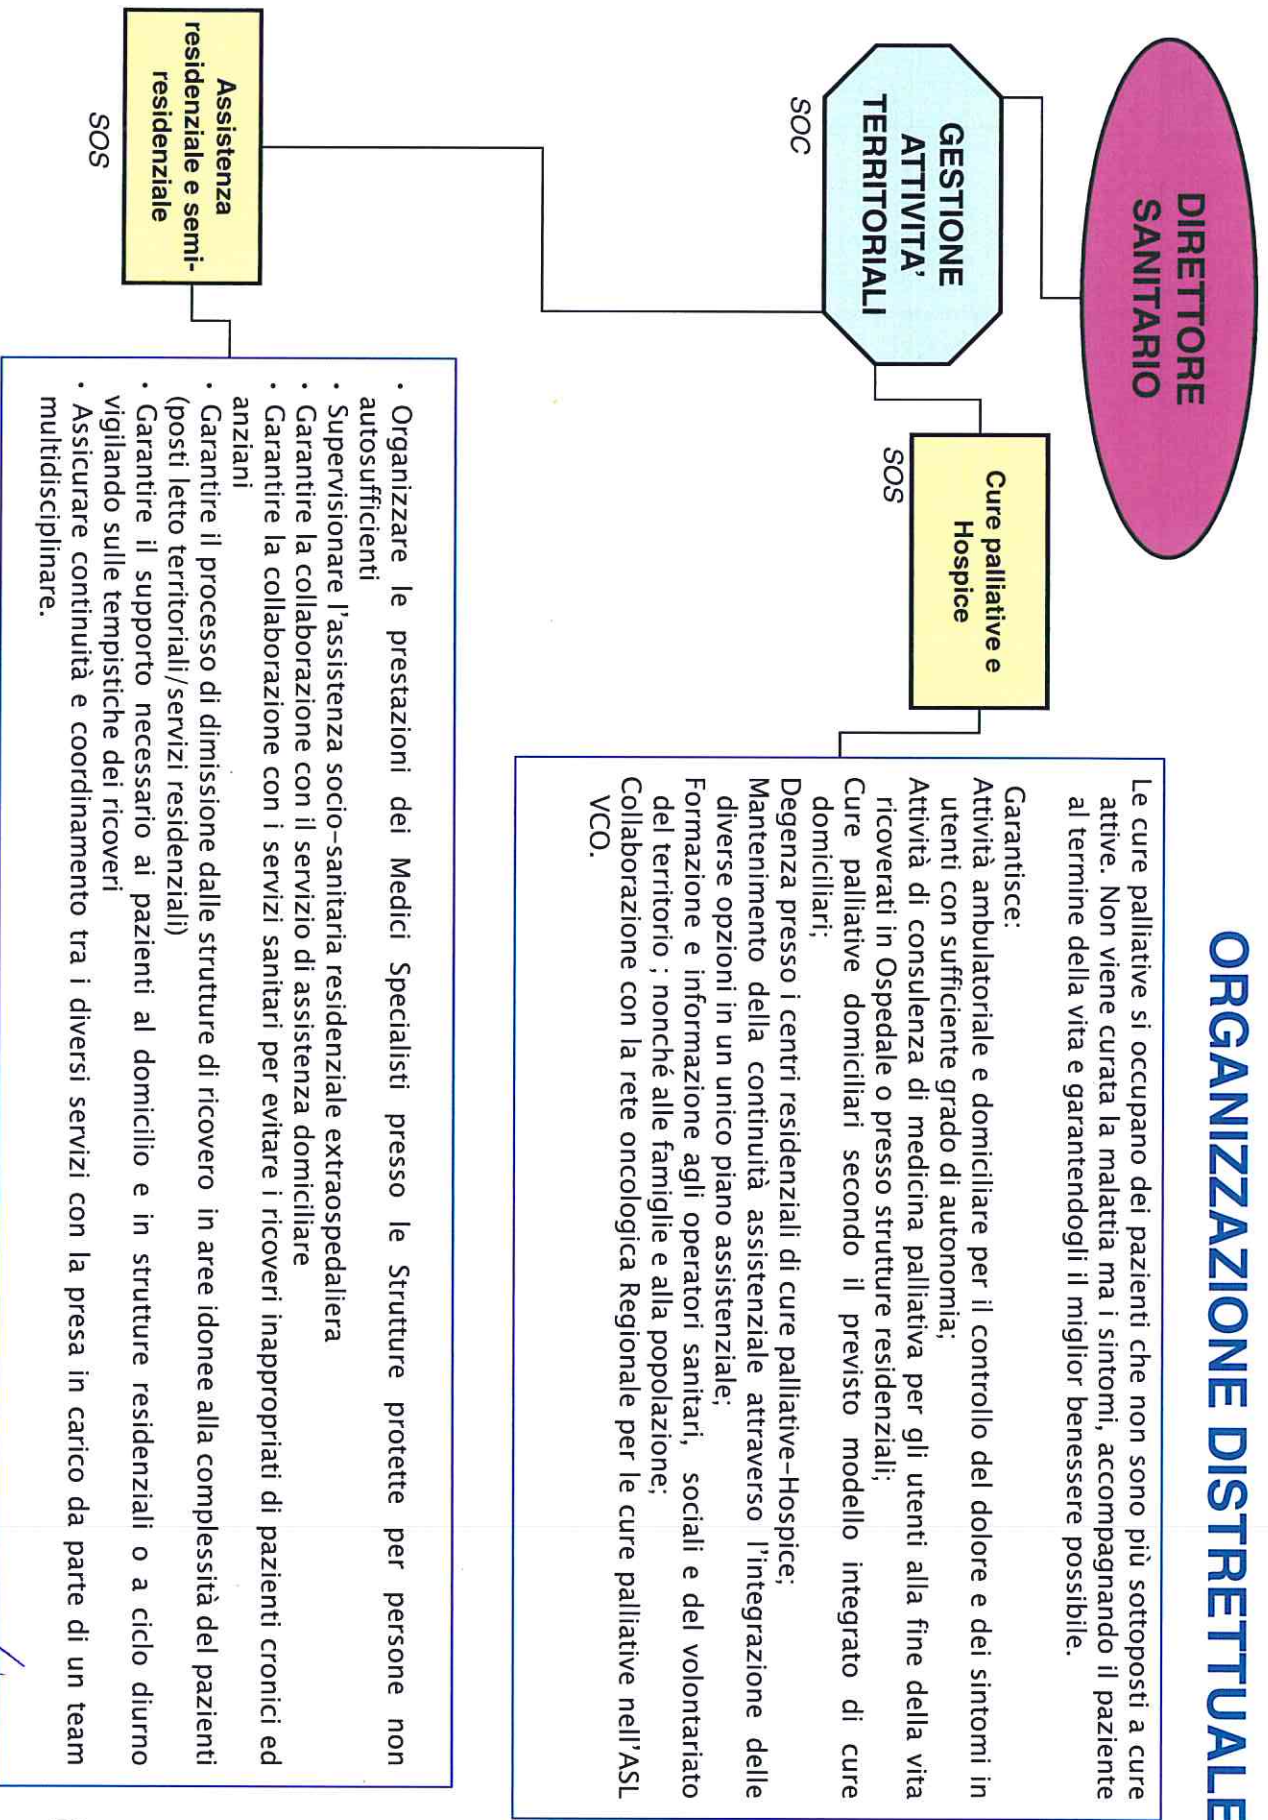 ORGANIZZAZIONE DISTRETTUALE
DIRETTORE
SANITARIO
GESTIONE
ATTIVITA'
TERRITORIALI
SOC
Cure palliative e
Hospice
SOS
Le cure palliative si occupano dei pazienti che non sono più sottoposti a cure
attive. Non viene curata la malattia ma i sintomi, accompagnando il paziente
al termine della vita e garantendogli il miglior benessere possibile.
Garantisce:
Attività ambulatoriale e domiciliare per il controllo del dolore e dei sintomi in
utenti con sufficiente grado di autonomia;
Attività di consulenza di medicina palliativa per gli utenti alla fine della vita
ricoverati in Ospedale o presso strutture residenziali;
Cure palliative domiciliari secondo il previsto modello integrato di cure
domiciliari;
Degenza presso i centri residenziali di cure palliative-Hospice;
Mantenimento della continuità assistenziale attraverso l'integrazione delle
diverse opzioni in un unico piano assistenziale;
Formazione e informazione agli operatori sanitari, sociali e del volontariato
del territorio ; nonché alle famiglie e alla popolazione;
Collaborazione con la rete oncologica Regionale per le cure palliative nell'ASL
VCO.
Assistenza
residenziale e semi-
residenziale
SOS
• Organizzare le prestazioni dei Medici Specialisti presso le Strutture protette per persone non
autosufficienti
• Supervisionare l'assistenza socio-sanitaria residenziale extraospedaliera
• Garantire la collaborazione con il servizio di assistenza domiciliare
• Garantire la collaborazione con i servizi sanitari per evitare i ricoveri inappropriati di pazienti cronici ed
anziani
• Garantire il processo di dimissione dalle strutture di ricovero in aree idonee alla complessità del pazienti
(posti letto territoriali/servizi residenziali)
• Garantire il supporto necessario ai pazienti al domicilio e in strutture residenziali o a ciclo diurno
vigilando sulle tempistiche dei ricoveri
• Assicurare continuità e coordinamento tra i diversi servizi con la presa in carico da parte di un team
multidisciplinare.